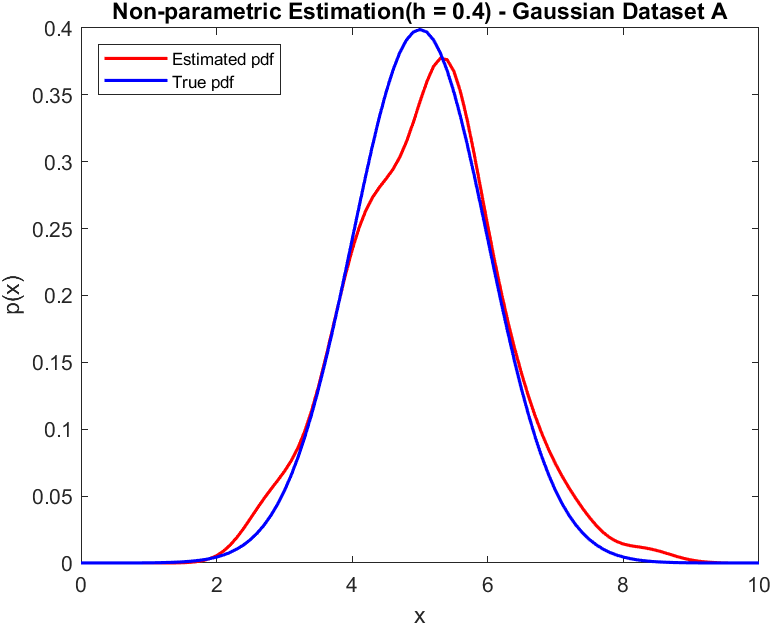 Non-parametric Estimation(h = 0.4) - Gaussian Dataset A
Estimated pdf
True pdf
0.4
0.35
0.3
0.25
0.2
0.15
0.1
0.05
0
p(x)
0 2 4 6 8 10
x